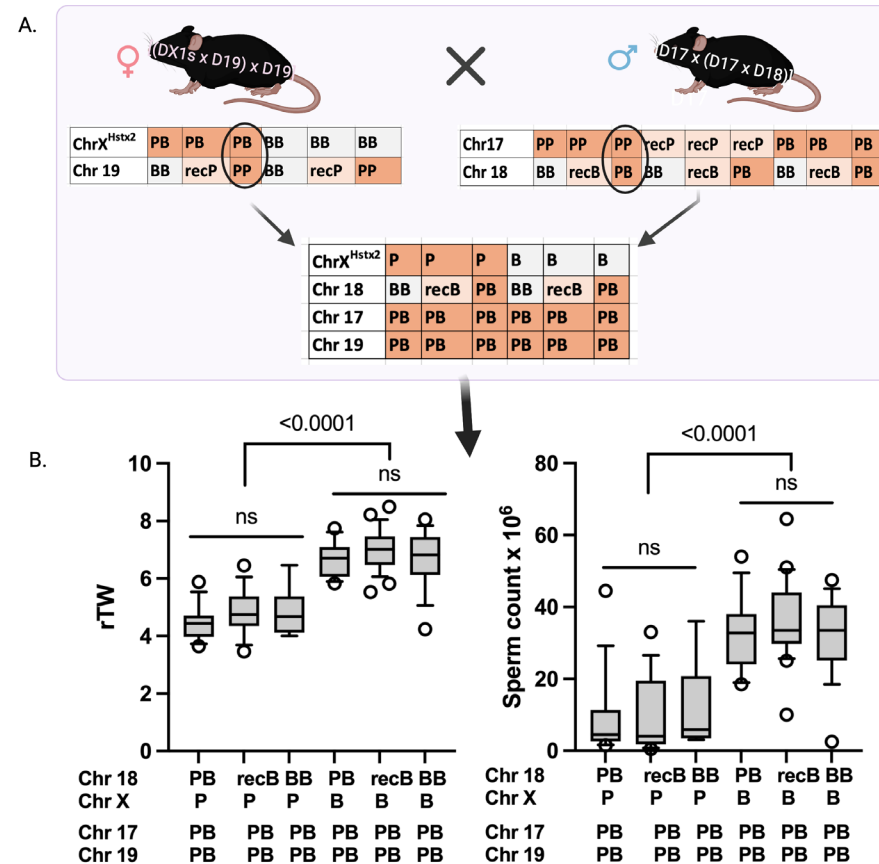 A.
(DX1s x D19) x D19
♀
×
♂
D17 x (D17 x D18)]
D17
ChrX^Hstx2 PB PB PB BB BB BB
Chr 19 BB recP PP BB recP PP
Chr17 PP PP PP recP recP recP PB PB PB
Chr 18 BB recB PB BB recB PB BB recB PB
ChrX^Hstx2 P P P B B B
Chr 18 BB recB PB BB recB PB
Chr 17 PB PB PB PB PB PB
Chr 19 PB PB PB PB PB PB
B.
<0.0001
ns
ns
rTW
10
8
6
4
2
0
Chr 18 PB recB BB PB recB BB
Chr X P P P B B B
Chr 17 PB PB PB PB PB PB
Chr 19 PB PB PB PB PB PB
<0.0001
ns
ns
Sperm count x 10^6
80
60
40
20
0
Chr 18 PB recB BB PB recB BB
Chr X P P P B B B
Chr 17 PB PB PB PB PB PB
Chr 19 PB PB PB PB PB PB